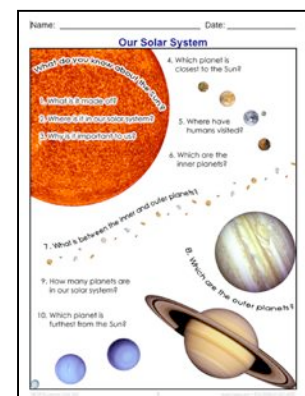 Name: Date:
Our Solar System
What do you know about the Sun?
1. What is it made of?
2. Where is it in our solar system?
3. Why is it important to us?
4. Which planet is
closest to the Sun?
5. Where have
humans visited?
6. Which are the
inner planets?
7. What is between the inner and outer planets?
8. Which are the outer planets?
9. How many planets are
in our solar system?
10. Which planet is
furthest from the Sun?